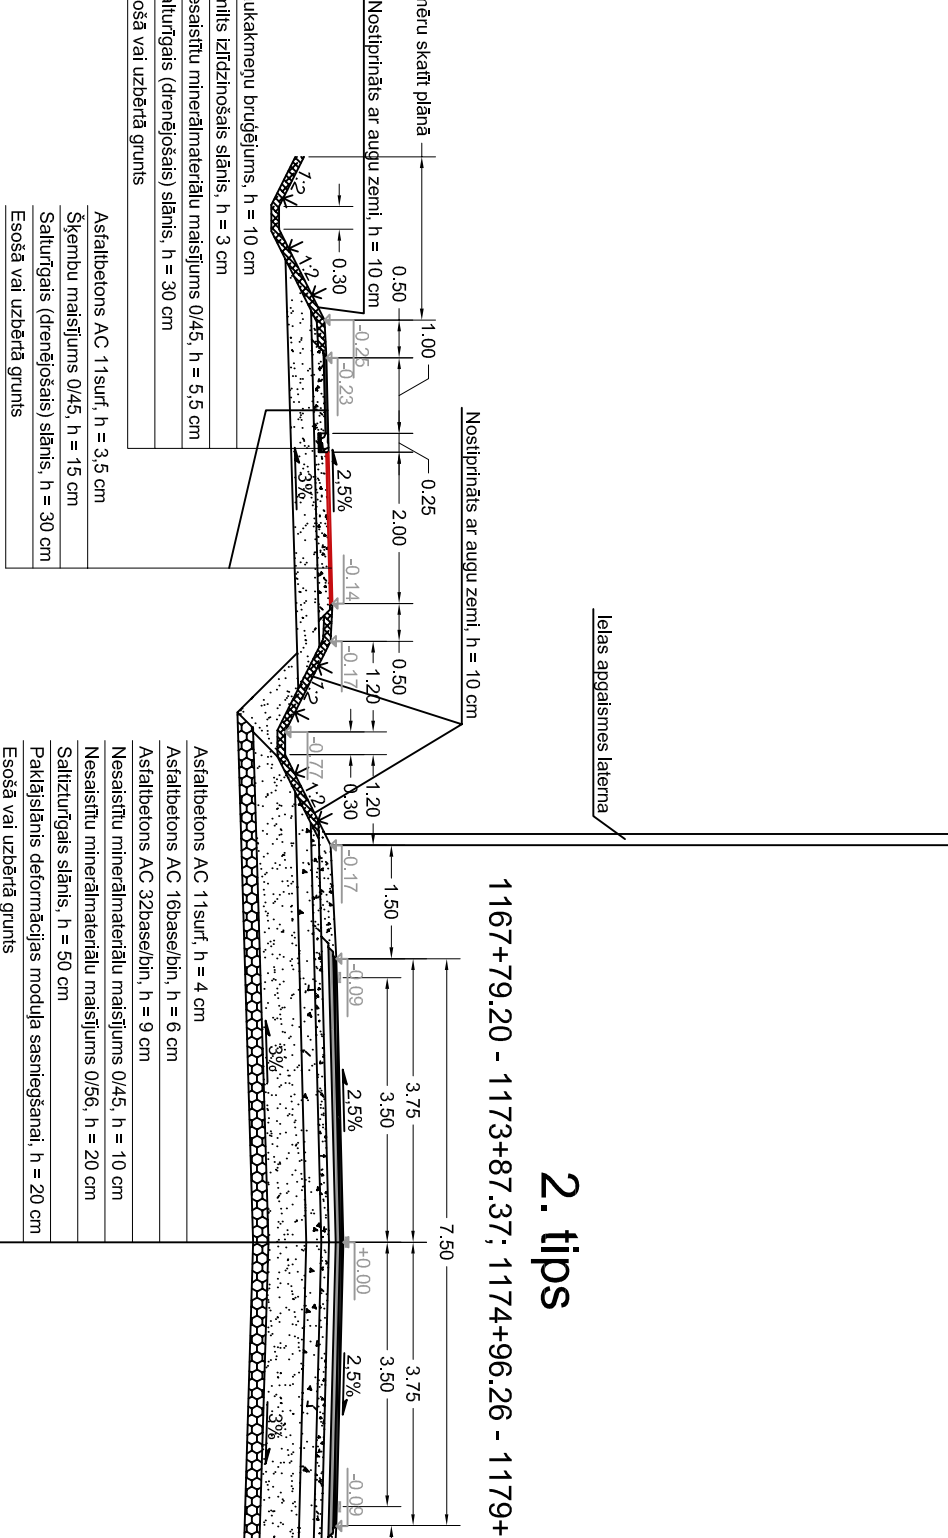 2. tips
1167+79.20 - 1173+87.37; 1174+96.26 - 1179+
Ielas apgaismes laterna
Nostiprināts ar augu zemi, h = 10 cm
skatīt plānā
Nostiprināts ar augu zemi, h = 10 cm
7.50
1.00
0.25
3.75
3.75
0.50
2.00
0.50
1.50
3.50
3.50
1.20
1.20
0.30
0.30
-0.25
-0.23
-0.14
-0.17
-0.77
-0.17
-0.09
+0.00
-0.09
2,5%
2,5%
2,5%
1:2
1:2
1:2
1:2
3%
3%
3%
bruģējums, h = 10 cm
izlīdzinošais slānis, h = 3 cm
minerālmateriālu maisījums 0/45, h = 5,5 cm
(drenējošais) slānis, h = 30 cm
vai uzbērtā grunts
Asfaltbetons AC 11surf, h = 3,5 cm
Šķembu maisījums 0/45, h = 15 cm
Salturīgais (drenējošais) slānis, h = 30 cm
Esošā vai uzbērtā grunts
Asfaltbetons AC 11surf, h = 4 cm
Asfaltbetons AC 16base/bin, h = 6 cm
Asfaltbetons AC 32base/bin, h = 9 cm
Nesaistītu minerālmateriālu maisījums 0/45, h = 10 cm
Nesaistītu minerālmateriālu maisījums 0/56, h = 20 cm
Saltizturīgais slānis, h = 50 cm
Paklājslānis deformācijas moduļa sasniegšanai, h = 20 cm
Esošā vai uzbērtā grunts